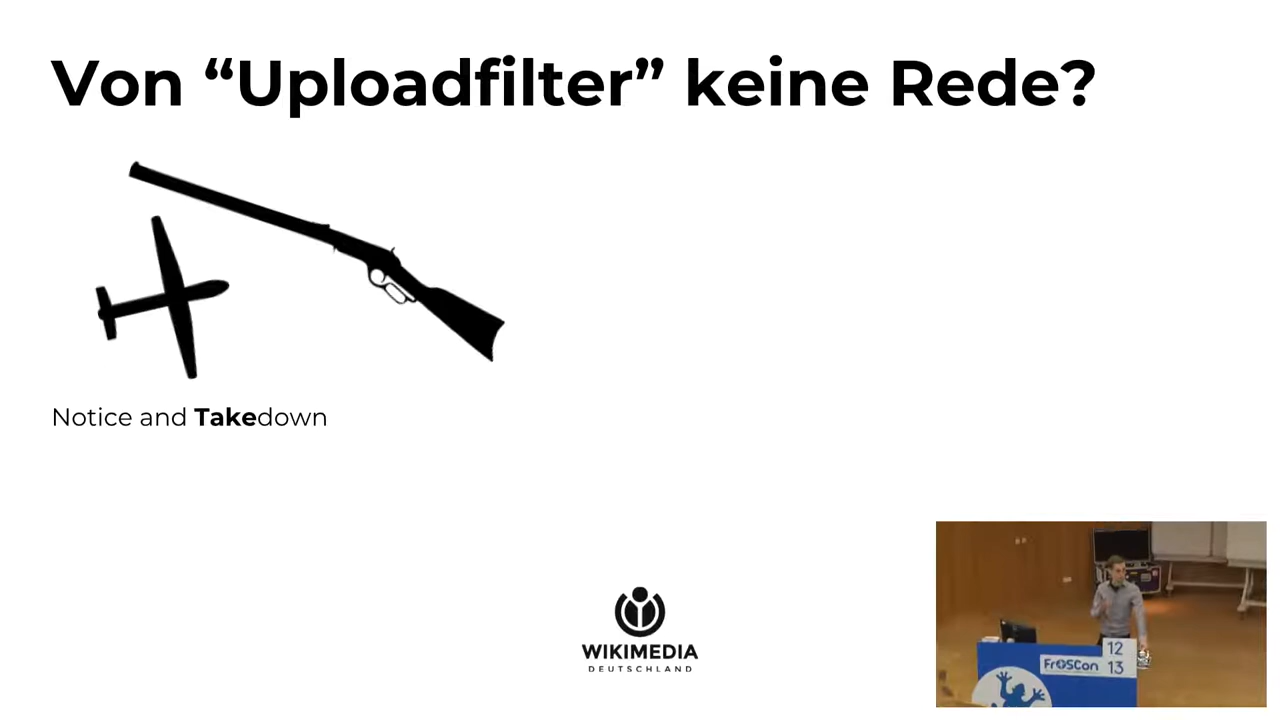 Von “Uploadfilter” keine Rede?
Notice and Takedown
WIKIMEDIA
DEUTSCHLAND
FrOSCon
12
13